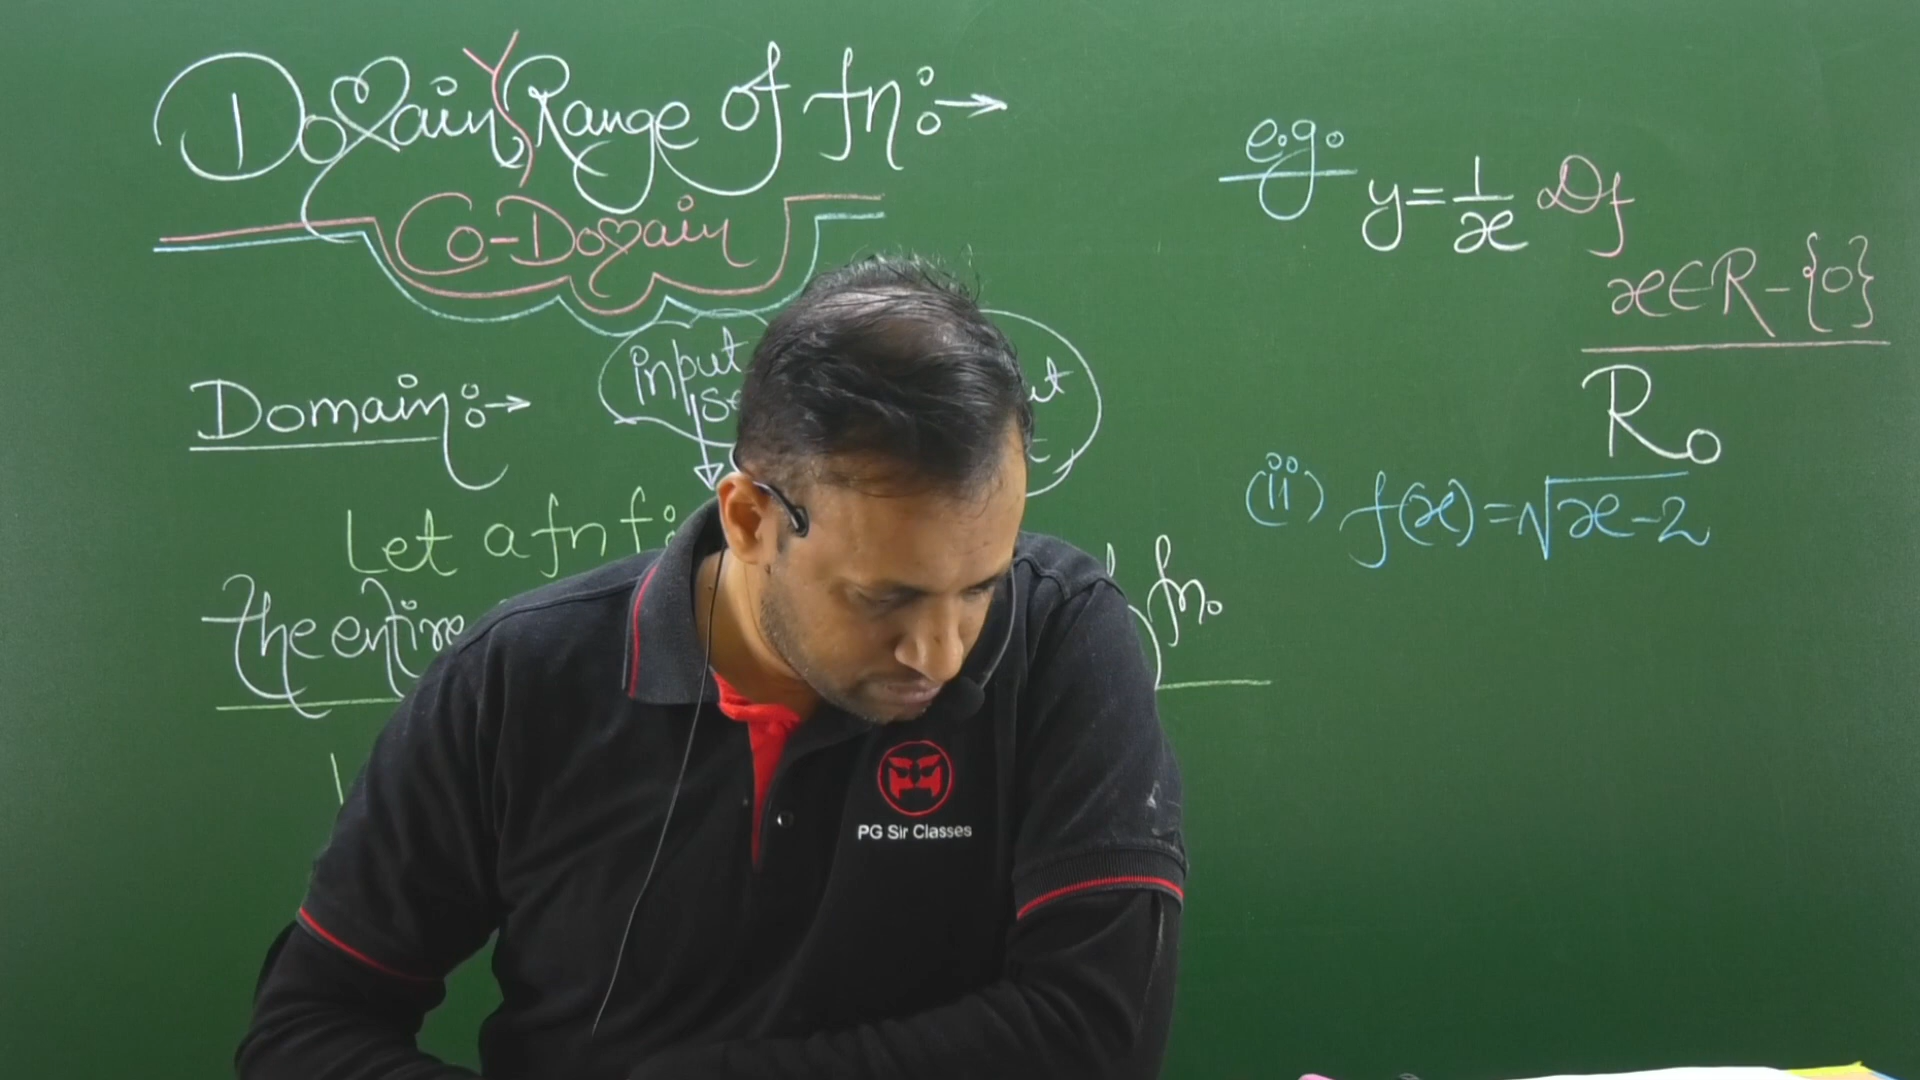 Domain, Range of fn:→
Co-Domain
Domain:→
input
Let a fn f:
the entire
fn.
e.g. y=1/x Df
x∈R-{0}
R₀
(ii) f(x)=√x-2
PG Sir Classes